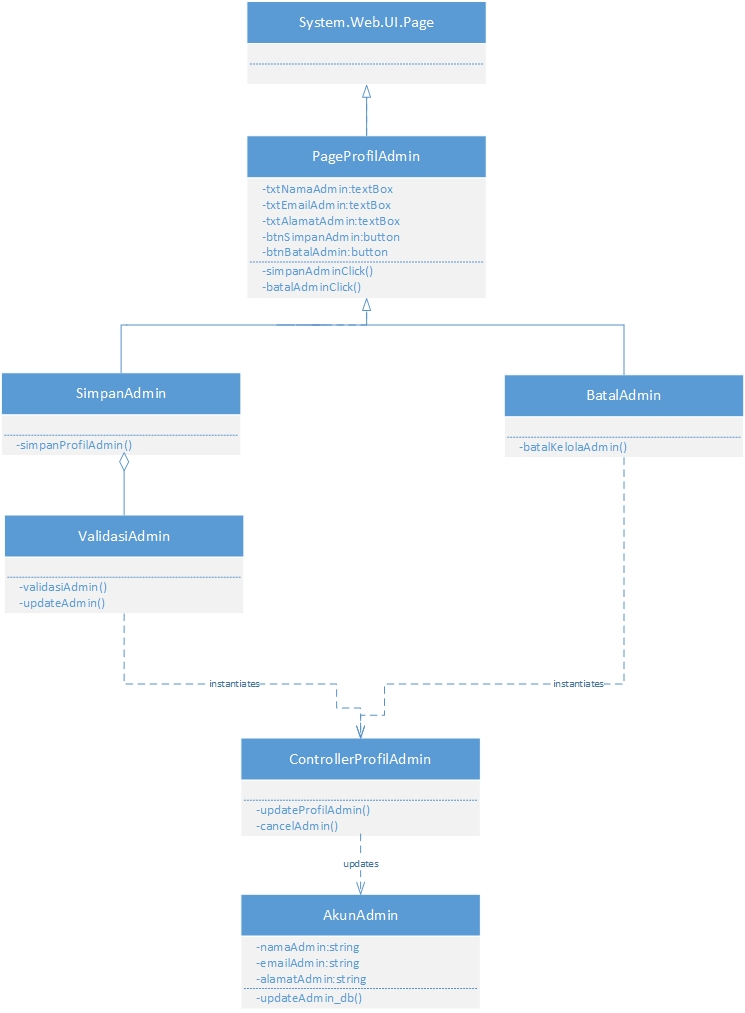 System.Web.UI.Page
PageProfilAdmin
-txtNamaAdmin:textBox
-txtEmailAdmin:textBox
-txtAlamatAdmin:textBox
-btnSimpanAdmin:button
-btnBatalAdmin:button
-simpanAdminClick()
-batalAdminClick()
SimpanAdmin
-simpanProfilAdmin()
BatalAdmin
-batalKelolaAdmin()
ValidasiAdmin
-validasiAdmin()
-updateAdmin()
instantiates
instantiates
ControllerProfilAdmin
-updateProfilAdmin()
-cancelAdmin()
updates
AkunAdmin
-namaAdmin:string
-emailAdmin:string
-alamatAdmin:string
-updateAdmin_db()